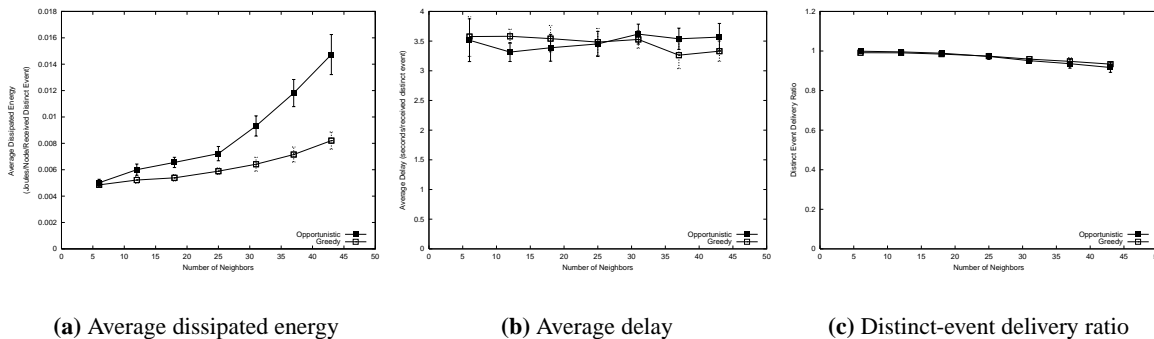 0.018
0.016
0.014
0.012
0.01
0.008
0.006
0.004
0.002
0
Average Dissipated Energy
(Joules/Node/Received Distinct Event)
0 5 10 15 20 25 30 35 40 45 50
Number of Neighbors
Opportunistic
Greedy
(a) Average dissipated energy
4
3.5
3
2.5
2
1.5
1
0.5
0
Average Delay (seconds/received distinct event)
0 5 10 15 20 25 30 35 40 45 50
Number of Neighbors
Opportunistic
Greedy
(b) Average delay
1.2
1
0.8
0.6
0.4
0.2
0
Distinct Event Delivery Ratio
0 5 10 15 20 25 30 35 40 45 50
Number of Neighbors
Opportunistic
Greedy
(c) Distinct-event delivery ratio